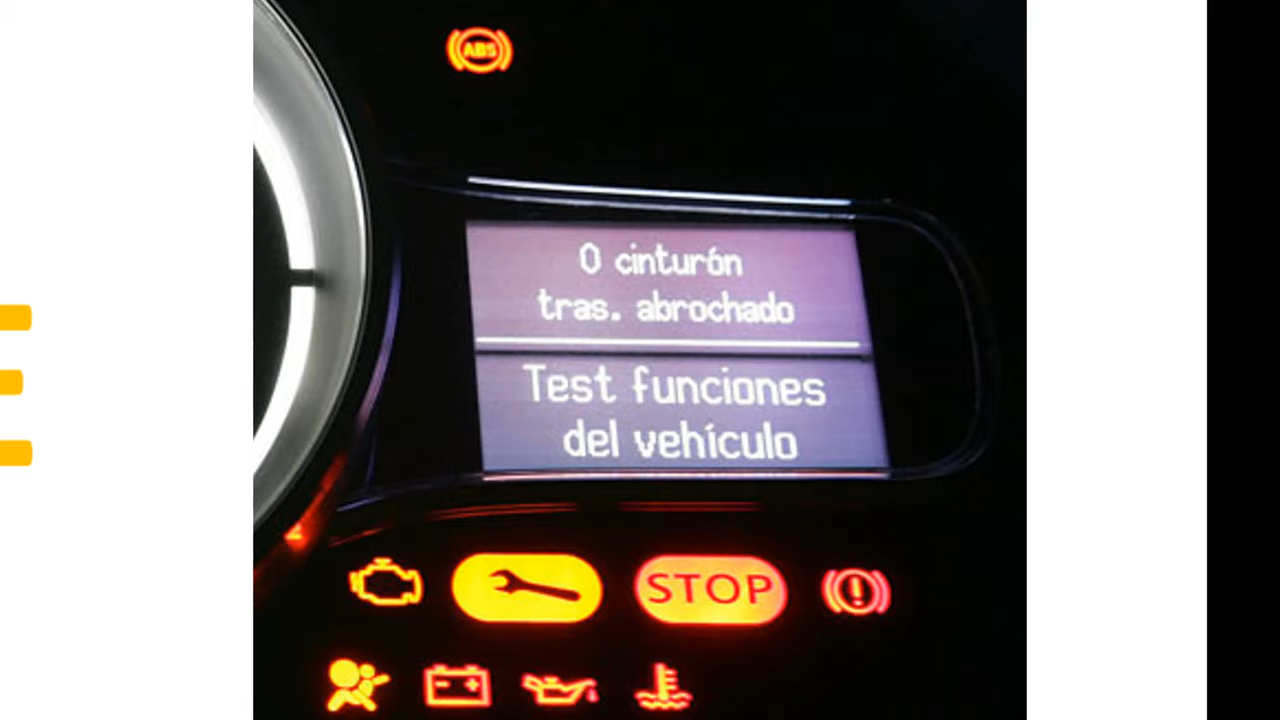 ABS
0 cinturón
tras. abrochado
Test funciones
del vehículo
STOP